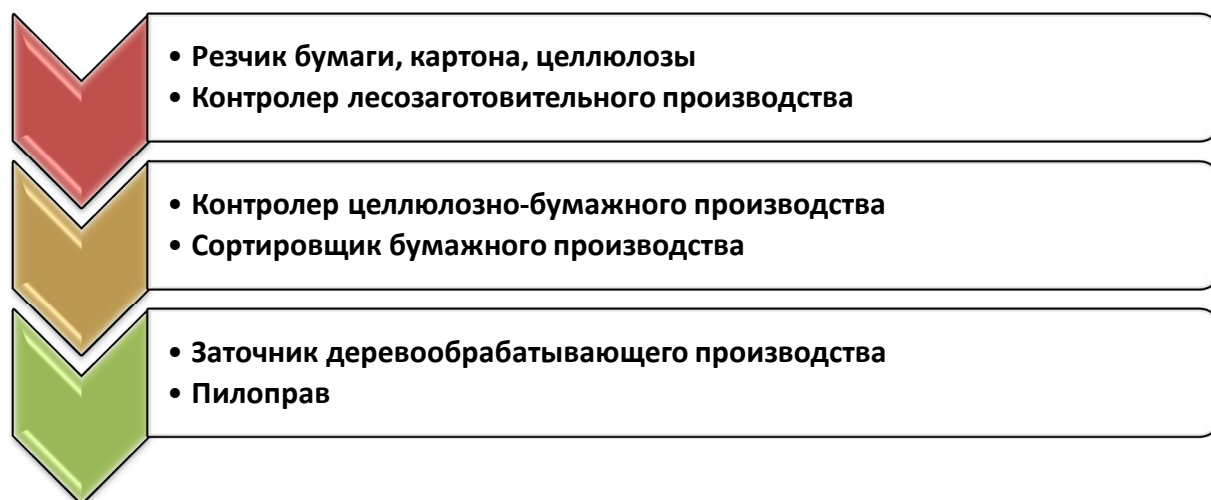 • Резчик бумаги, картона, целлюлозы
• Контролер лесозаготовительного производства
• Контролер целлюлозно-бумажного производства
• Сортировщик бумажного производства
• Заточник деревообрабатывающего производства
• Пилоправ